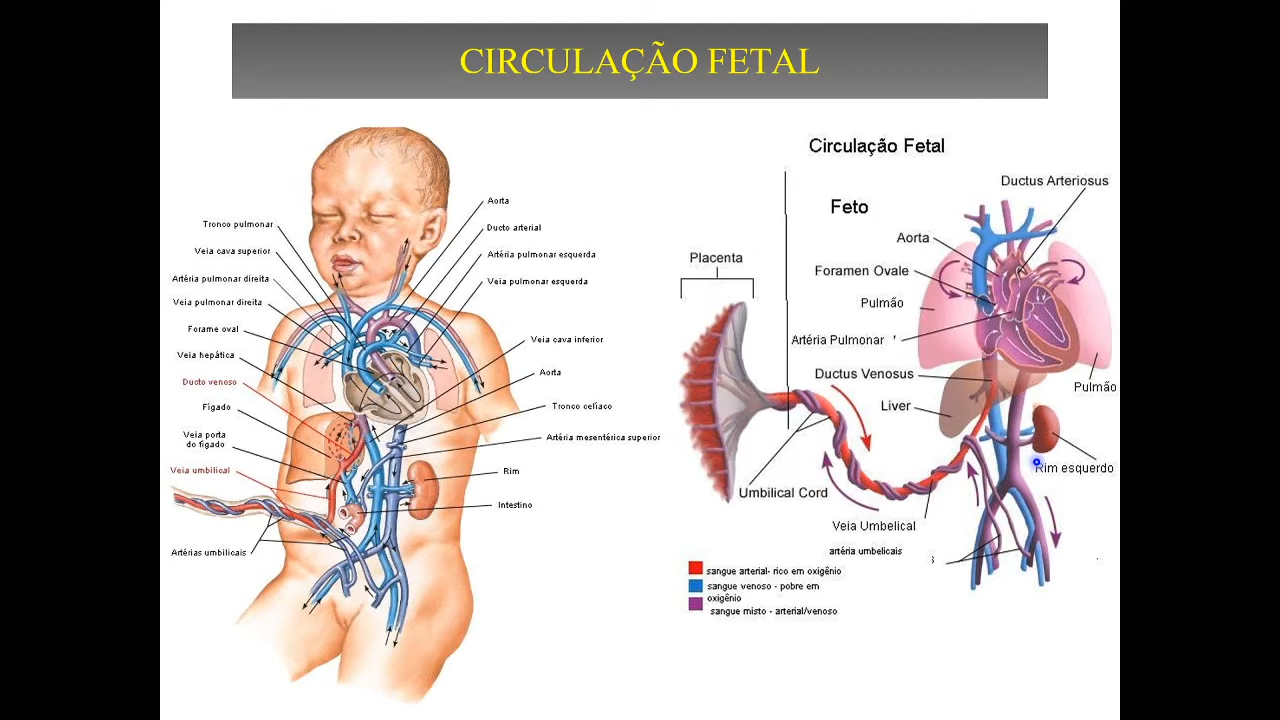 CIRCULAÇÃO FETAL
Tronco pulmonar
Veia cava superior
Artéria pulmonar direita
Veia pulmonar direita
Forame oval
Veia hepática
Ducto venoso
Fígado
Veia porta
do fígado
Veia umbilical
Artérias umbilicais
Aorta
Ducto arterial
Artéria pulmonar esquerda
Veia pulmonar esquerda
Veia cava inferior
Aorta
Tronco celíaco
Artéria mesentérica superior
Rim
Intestino
Circulação Fetal
Feto
Placenta
Ductus Arteriosus
Aorta
Foramen Ovale
Pulmão
Artéria Pulmonar
Ductus Venosus
Liver
Pulmão
Rim esquerdo
Umbilical Cord
Veia Umbelical
artéria umbelicais
s
sangue arterial- rico em oxigênio
sangue venoso - pobre em
oxigênio
sangue misto - arterial/venoso